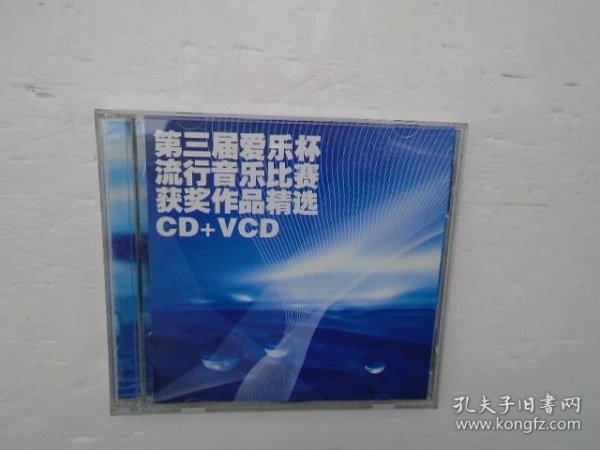 第三届爱乐杯
流行音乐比赛
获奖作品精选
CD+VCD
孔夫子旧書网
www.kongfz.com